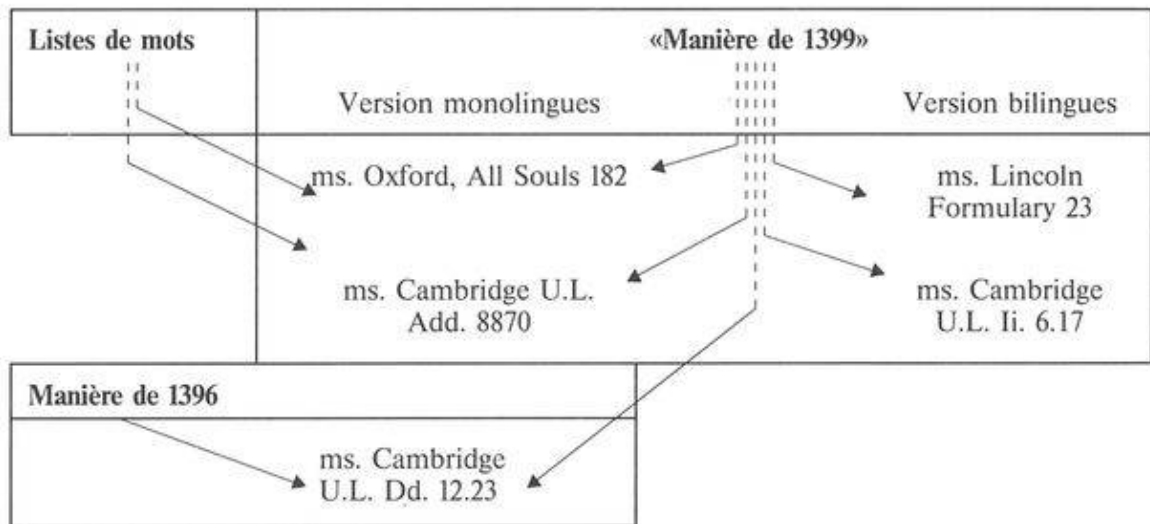 Listes de mots
«Manière de 1399»
Version monolingues
Version bilingues
ms. Oxford, All Souls 182
ms. Lincoln
Formulary 23
ms. Cambridge U.L.
Add. 8870
ms. Cambridge
U.L. Ii. 6.17
Manière de 1396
ms. Cambridge
U.L. Dd. 12.23